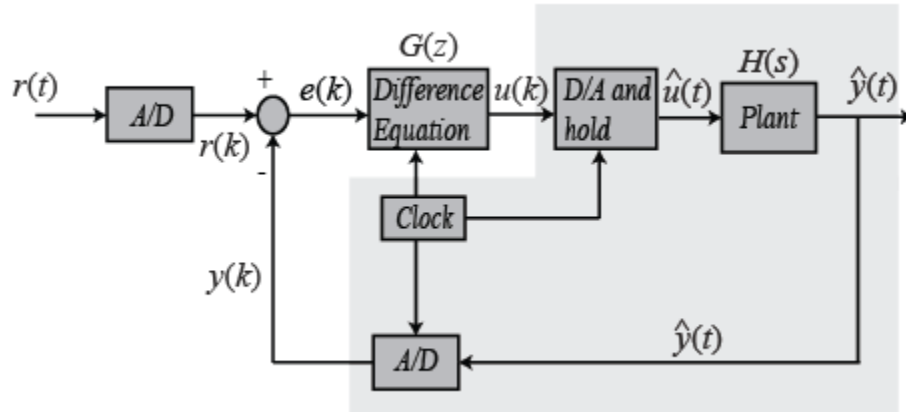 G(z)
H(s)
r(t)
+
e(k)
Difference
Equation
u(k)
D/A and
hold
û(t)
Plant
ŷ(t)
A/D
r(k)
-
Clock
y(k)
A/D
ŷ(t)